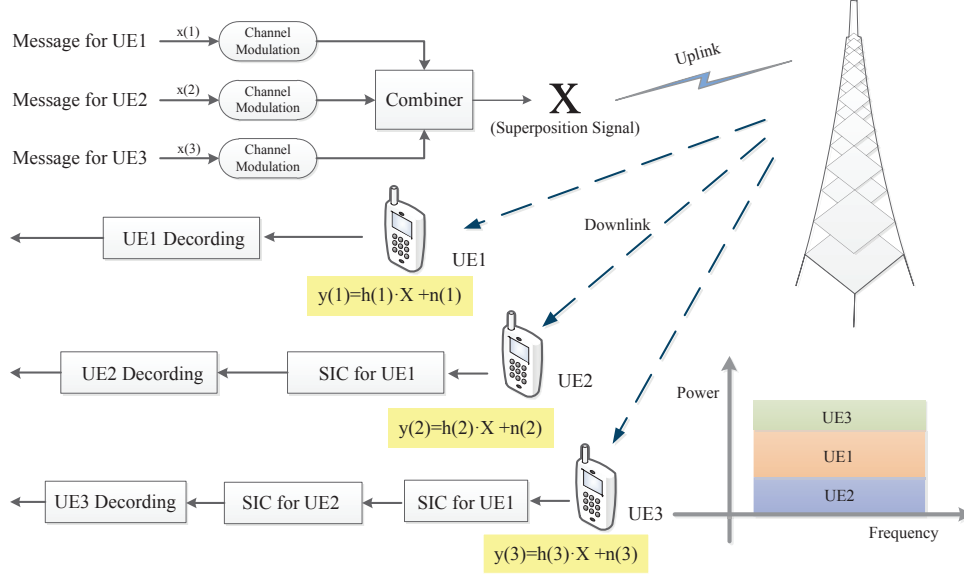 Message for UE1
x(1)
Channel
Modulation
Message for UE2
x(2)
Channel
Modulation
Message for UE3
x(3)
Channel
Modulation
Combiner
X
(Superposition Signal)
Uplink
Downlink
UE1 Decording
UE1
y(1)=h(1)·X +n(1)
UE2 Decording
SIC for UE1
UE2
y(2)=h(2)·X +n(2)
UE3 Decording
SIC for UE2
SIC for UE1
UE3
y(3)=h(3)·X +n(3)
Power
UE3
UE1
UE2
Frequency